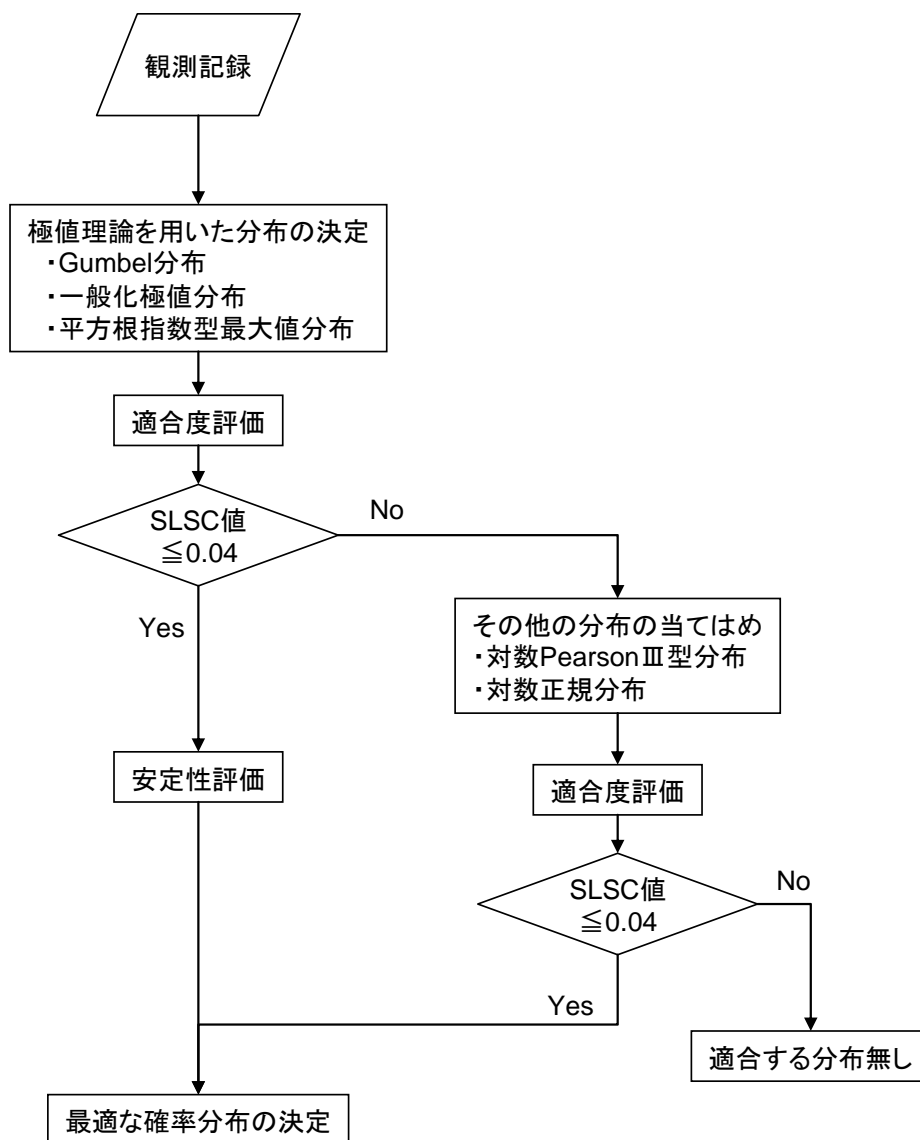 観測記録
極値理論を用いた分布の決定
・Gumbel分布
・一般化極値分布
・平方根指数型最大値分布
適合度評価
SLSC値
≦0.04
No
Yes
その他の分布の当てはめ
・対数PearsonⅢ型分布
・対数正規分布
安定性評価
適合度評価
SLSC値
≦0.04
No
Yes
適合する分布無し
最適な確率分布の決定